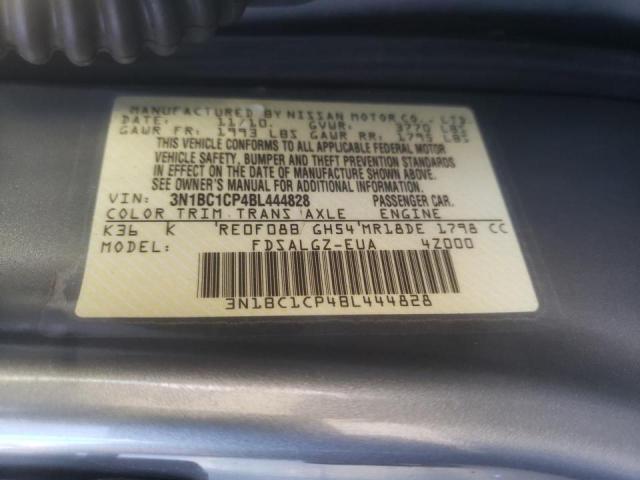 MANUFACTURED BY NISSAN MOTOR CO., LTD
DATE: 11/10. GVWR: 3770 LBS
GAWR FR: 1993 LBS GAWR RR: 1795 LBS
THIS VEHICLE CONFORMS TO ALL APPLICABLE FEDERAL MOTOR
VEHICLE SAFETY, BUMPER AND THEFT PREVENTION STANDARDS
IN EFFECT ON THE DATE OF MANUFACTURE SHOWN ABOVE.
SEE OWNER'S MANUAL FOR ADDITIONAL INFORMATION.
VIN: 3N1BC1CP4BL444828 PASSENGER CAR.
COLOR TRIM TRANS AXLE ENGINE
K36 K RE0F08B GH54 MR18DE 1798 CC
MODEL: FDSALGZ-EUA 4Z000
3N1BC1CP4BL444828